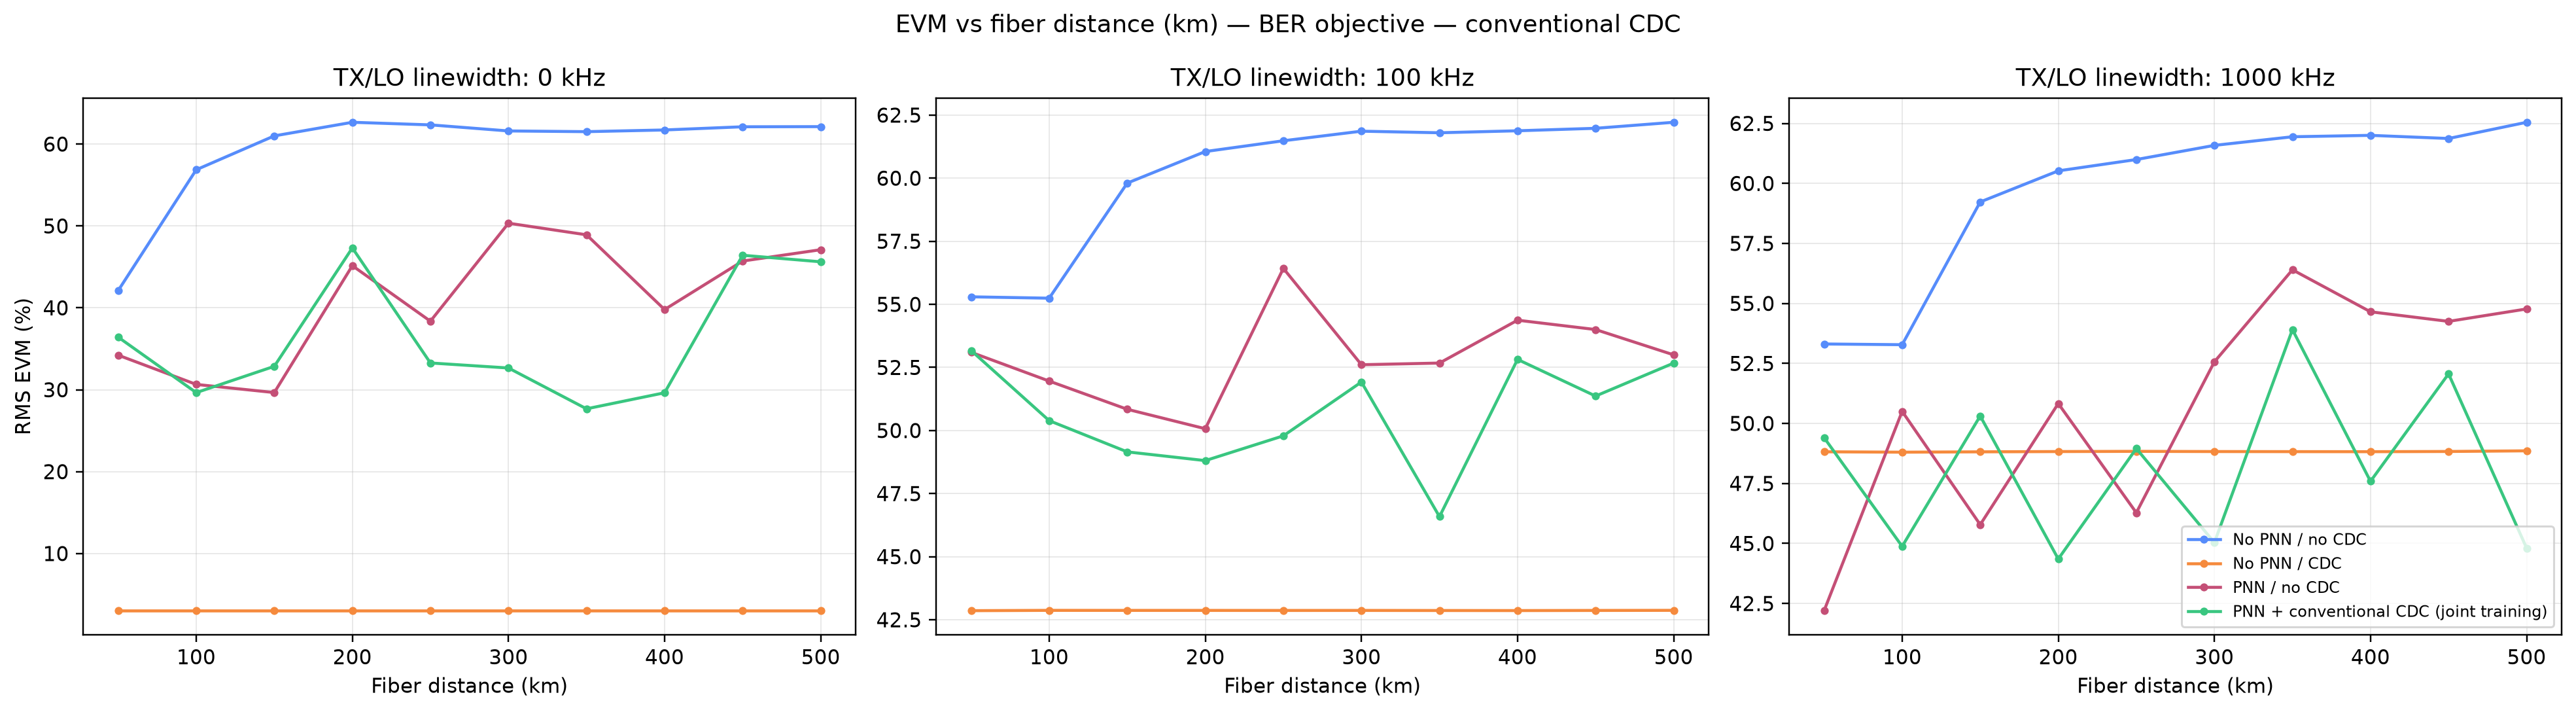 EVM vs fiber distance (km) — BER objective — conventional CDC
TX/LO linewidth: 0 kHz
RMS EVM (%)
60
50
40
30
20
10
100 200 300 400 500
Fiber distance (km)
TX/LO linewidth: 100 kHz
62.5
60.0
57.5
55.0
52.5
50.0
47.5
45.0
42.5
100 200 300 400 500
Fiber distance (km)
TX/LO linewidth: 1000 kHz
62.5
60.0
57.5
55.0
52.5
50.0
47.5
45.0
42.5
No PNN / no CDC
No PNN / CDC
PNN / no CDC
PNN + conventional CDC (joint training)
100 200 300 400 500
Fiber distance (km)